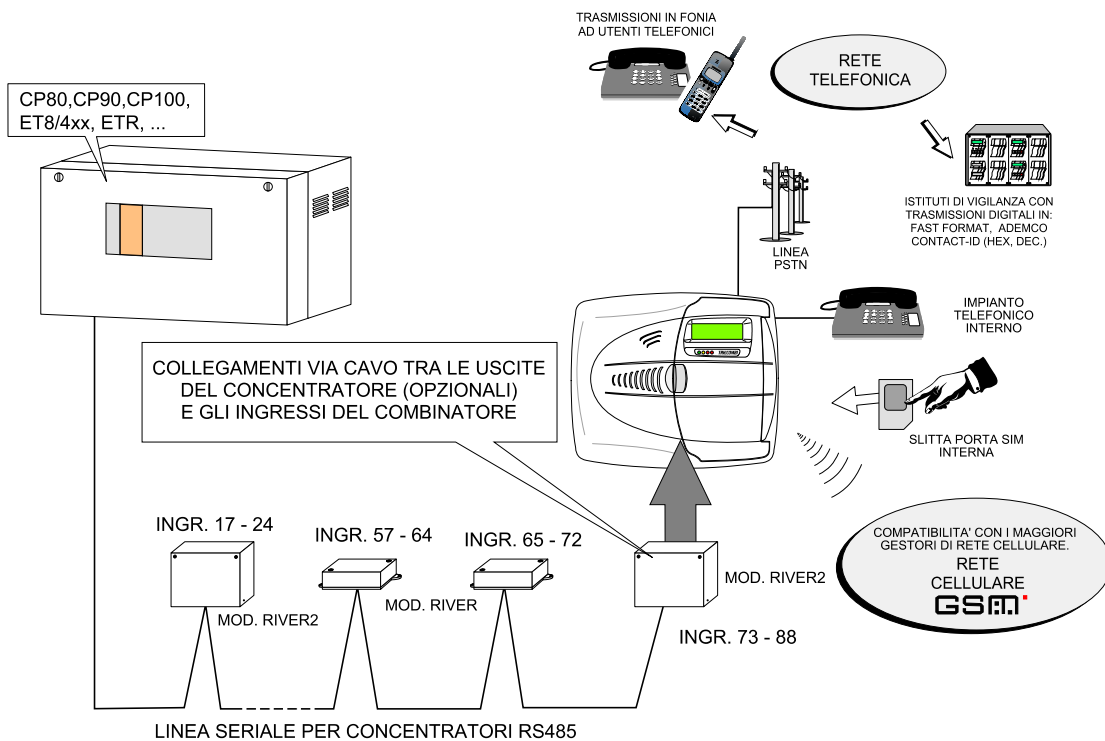 TRASMISSIONI IN FONIA
AD UTENTI TELEFONICI
RETE
TELEFONICA
CP80,CP90,CP100,
ET8/4xx, ETR, ...
ISTITUTI DI VIGILANZA CON
TRASMISSIONI DIGITALI IN:
FAST FORMAT, ADEMCO
CONTACT-ID (HEX, DEC.)
LINEA
PSTN
IMPIANTO
TELEFONICO
INTERNO
COLLEGAMENTI VIA CAVO TRA LE USCITE
DEL CONCENTRATORE (OPZIONALI)
E GLI INGRESSI DEL COMBINATORE
SLITTA PORTA SIM
INTERNA
INGR. 17 - 24
INGR. 57 - 64
INGR. 65 - 72
COMPATIBILITA' CON I MAGGIORI
GESTORI DI RETE CELLULARE.
RETE
CELLULARE
GSM
MOD. RIVER2
MOD. RIVER
MOD. RIVER2
INGR. 73 - 88
LINEA SERIALE PER CONCENTRATORI RS485